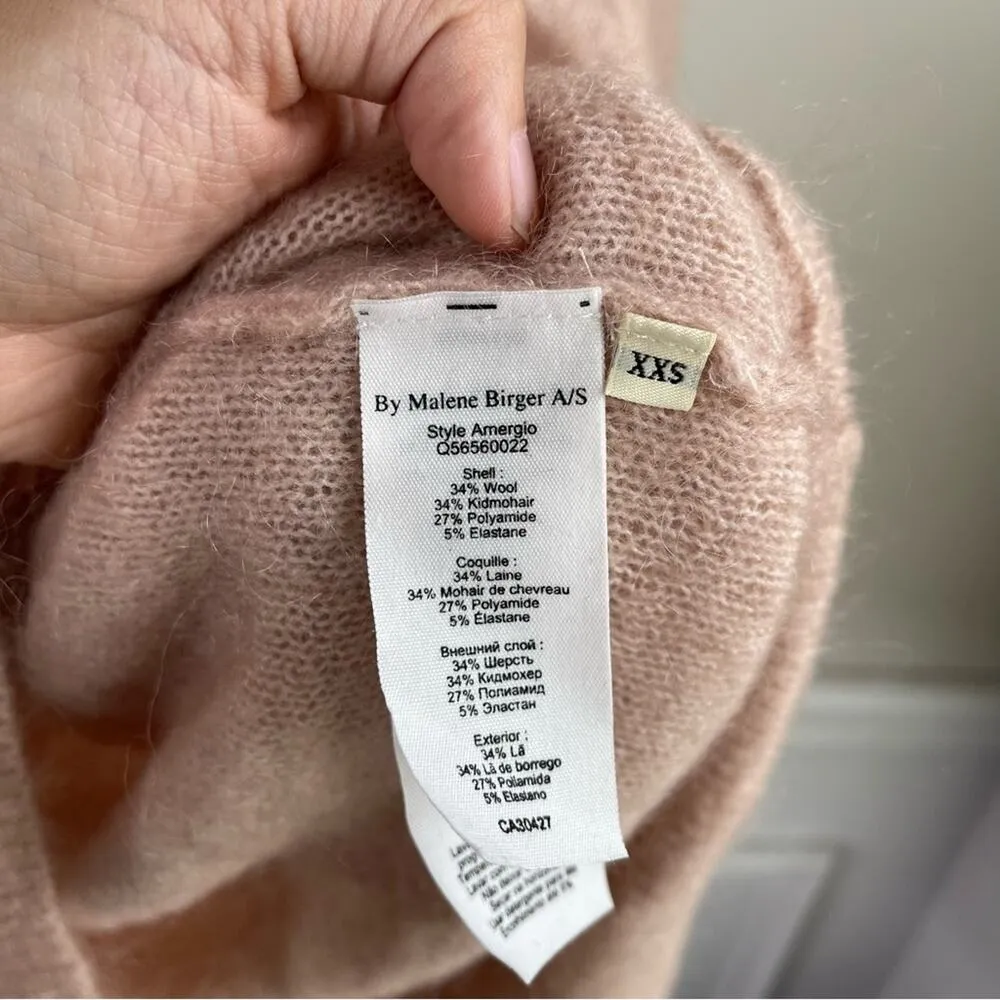 By Malene Birger A/S
XXS
Style Amergio
Q56560022
Shell :
34% Wool
34% Kidmohair
27% Polyamide
5% Elastane
Coquille :
34% Laine
34% Mohair de chevreau
27% Polyamide
5% Élastane
Внешний слой :
34% Шерсть
34% Кидмохер
27% Полиамид
5% Эластан
Exterior :
34% Lã
34% Lã de borrego
27% Poliamida
5% Elastano
CA30427